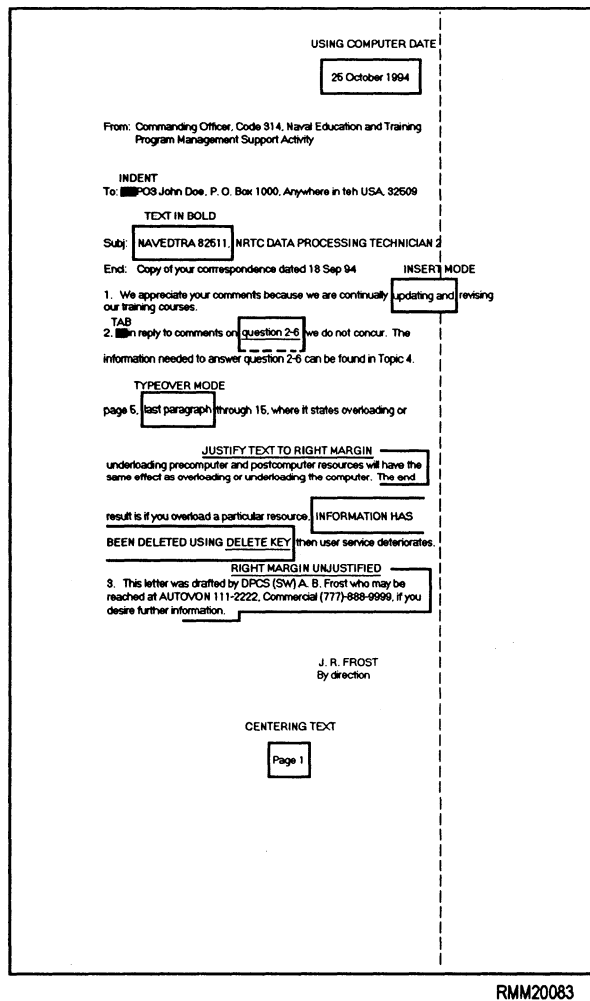 USING COMPUTER DATE
25 October 1994
From: Commanding Officer, Code 314, Naval Education and Training
Program Management Support Activity
INDENT
To: PO3 John Doe, P. O. Box 1000, Anywhere in teh USA, 32509
TEXT IN BOLD
Subj: NAVEDTRA 82511, NRTC DATA PROCESSING TECHNICIAN 2
End: Copy of your corrrespondence dated 18 Sep 94
INSERT MODE
1. We appreciate your comments because we are continually updating and revising
our training courses.
TAB
2. In reply to comments on question 2-6 we do not concur. The
information needed to answer question 2-6 can be found in Topic 4.
TYPEOVER MODE
page 5, last paragraph through 15, where it states overloading or
JUSTIFY TEXT TO RIGHT MARGIN
underloading precomputer and postcomputer resources will have the
same effect as overloading or underloading the computer. The end
result is if you overload a particular resource, INFORMATION HAS
BEEN DELETED USING DELETE KEY then user service deteriorates.
RIGHT MARGIN UNJUSTIFIED
3. This letter was drafted by DPCS (SW) A. B. Frost who may be
reached at AUTOVON 111-2222, Commercial (777)-888-9999, if you
desire further information.
J. R. FROST
By direction
CENTERING TEXT
Page 1
RMM20083